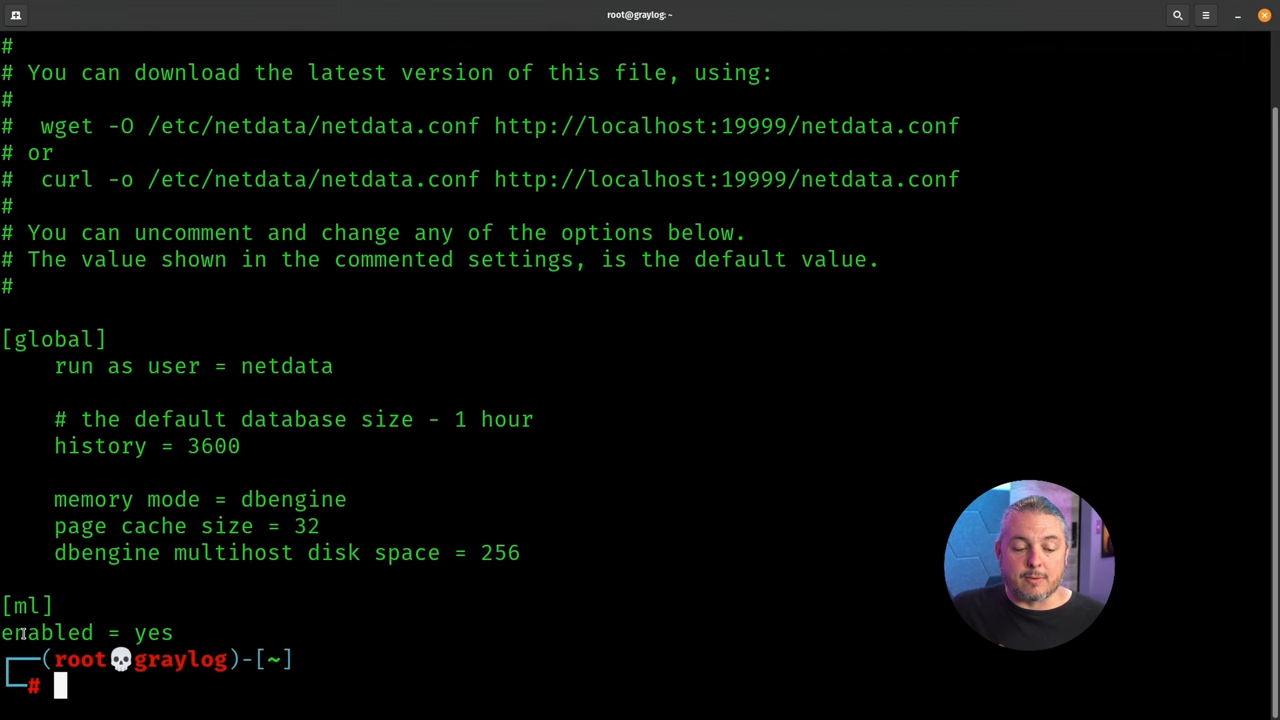 root@graylog: ~
#
# You can download the latest version of this file, using:
#
#  wget -O /etc/netdata/netdata.conf http://localhost:19999/netdata.conf
# or
#  curl -o /etc/netdata/netdata.conf http://localhost:19999/netdata.conf
#
# You can uncomment and change any of the options below.
# The value shown in the commented settings, is the default value.
#
[global]
    run as user = netdata
    # the default database size - 1 hour
    history = 3600
    memory mode = dbengine
    page cache size = 32
    dbengine multihost disk space = 256
[ml]
enabled = yes
┌──(root💀graylog)-[~]
└─#